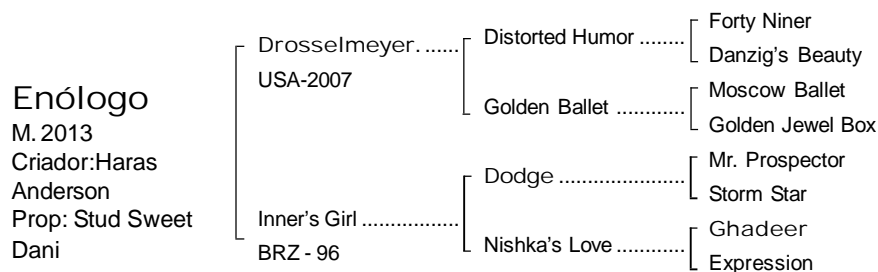 Enólogo
M. 2013
Criador:Haras
Anderson
Prop: Stud Sweet
Dani
Drosselmeyer. ......
USA-2007
Inner's Girl .................
BRZ - 96
Distorted Humor ........
Golden Ballet ............
Dodge ......................
Nishka's Love ............
Forty Niner
Danzig's Beauty
Moscow Ballet
Golden Jewel Box
Mr. Prospector
Storm Star
Ghadeer
Expression